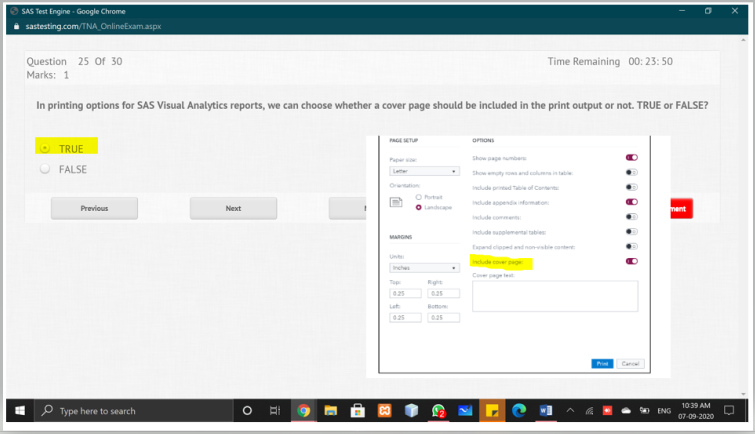 SAS Test Engine - Google Chrome
sastesting.com/TNA_OnlineExam.aspx
Question 25 Of 30
Time Remaining 00: 23: 50
Marks: 1
In printing options for SAS Visual Analytics reports, we can choose whether a cover page should be included in the print output or not. TRUE or FALSE?
TRUE
FALSE
Previous
Next
PAGE SETUP
Paper size:
Letter
Orientation:
Portrait
Landscape
MARGINS
Units:
Inches
Top: Right:
0.25 0.25
Left: Bottom:
0.25 0.25
OPTIONS
Show page numbers:
Show empty rows and columns in table:
Include printed Table of Contents:
Include appendix information:
Include comments:
Include supplemental tables:
Expand clipped and non-visible content:
Include cover page:
Cover page text:
Print Cancel
ment
Type here to search
2
W
ENG
10:39 AM
07-09-2020